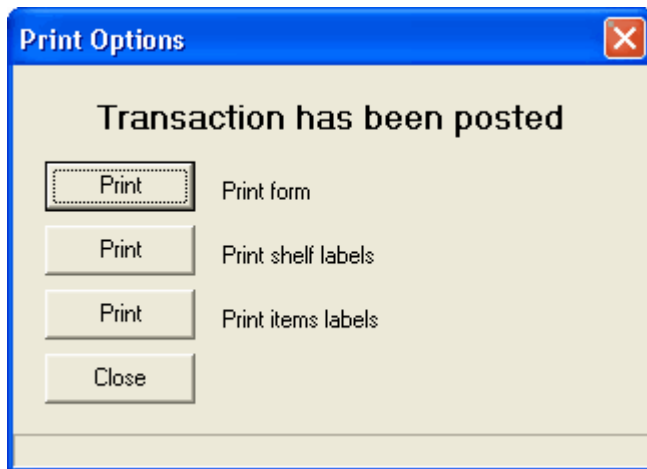 Print Options
Transaction has been posted
Print Print form
Print Print shelf labels
Print Print items labels
Close